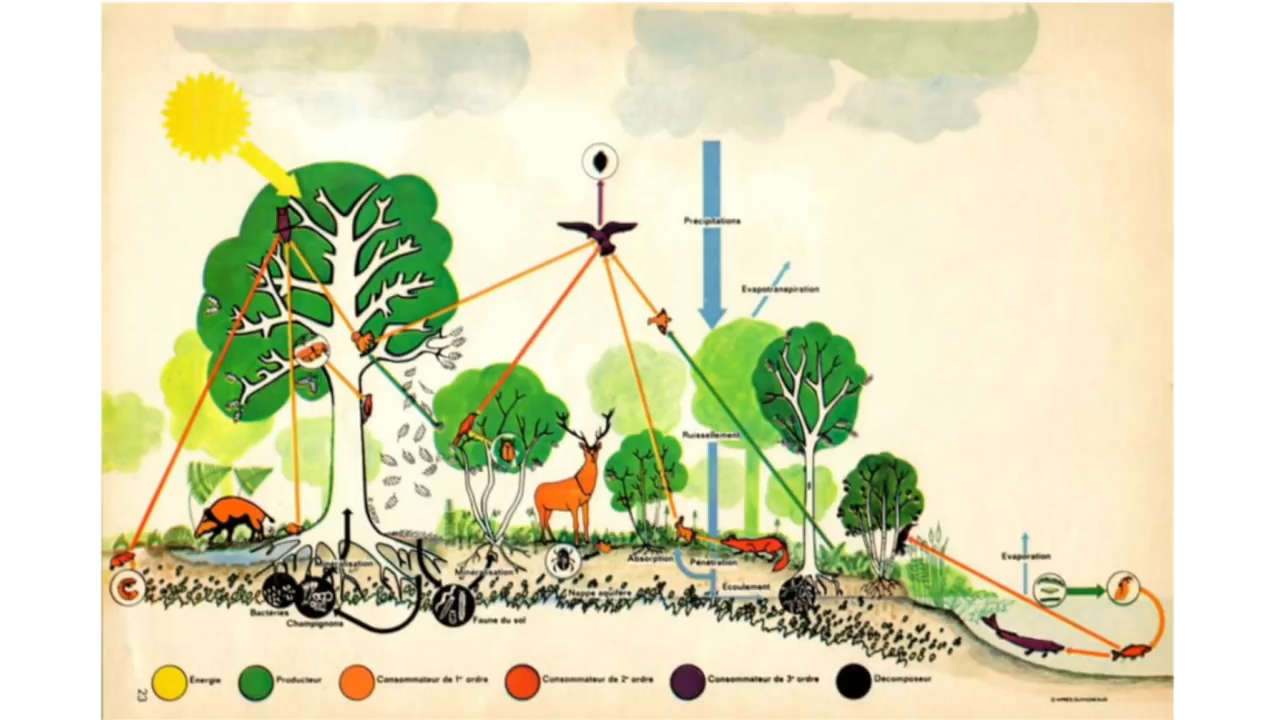 Précipitations
Evapotranspiration
Ruissellement
Minéralisation
Minéralisation
Absorption
Pénétration
Evaporation
Ecoulement
Nappe aquifère
Bactéries
Champignons
Faune du sol
Energie
Producteur
Consommateur de 1er ordre
Consommateur de 2e ordre
Consommateur de 3e ordre
Décomposeur
23